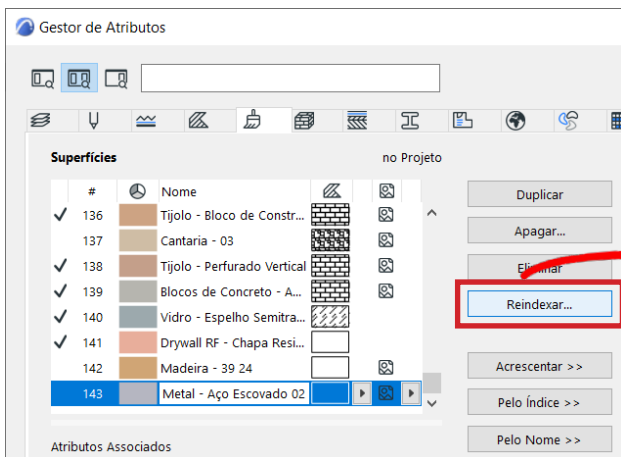 Gestor de Atributos
Superfícies no Projeto
# Nome
136 Tijolo - Bloco de Constr...
137 Cantaria - 03
138 Tijolo - Perfurado Vertical
139 Blocos de Concreto - A...
140 Vidro - Espelho Semitra...
141 Drywall RF - Chapa Resi...
142 Madeira - 39 24
143 Metal - Aço Escovado 02
Atributos Associados
Duplicar
Apagar...
Eliminar
Reindexar...
Acrescentar >>
Pelo Índice >>
Pelo Nome >>